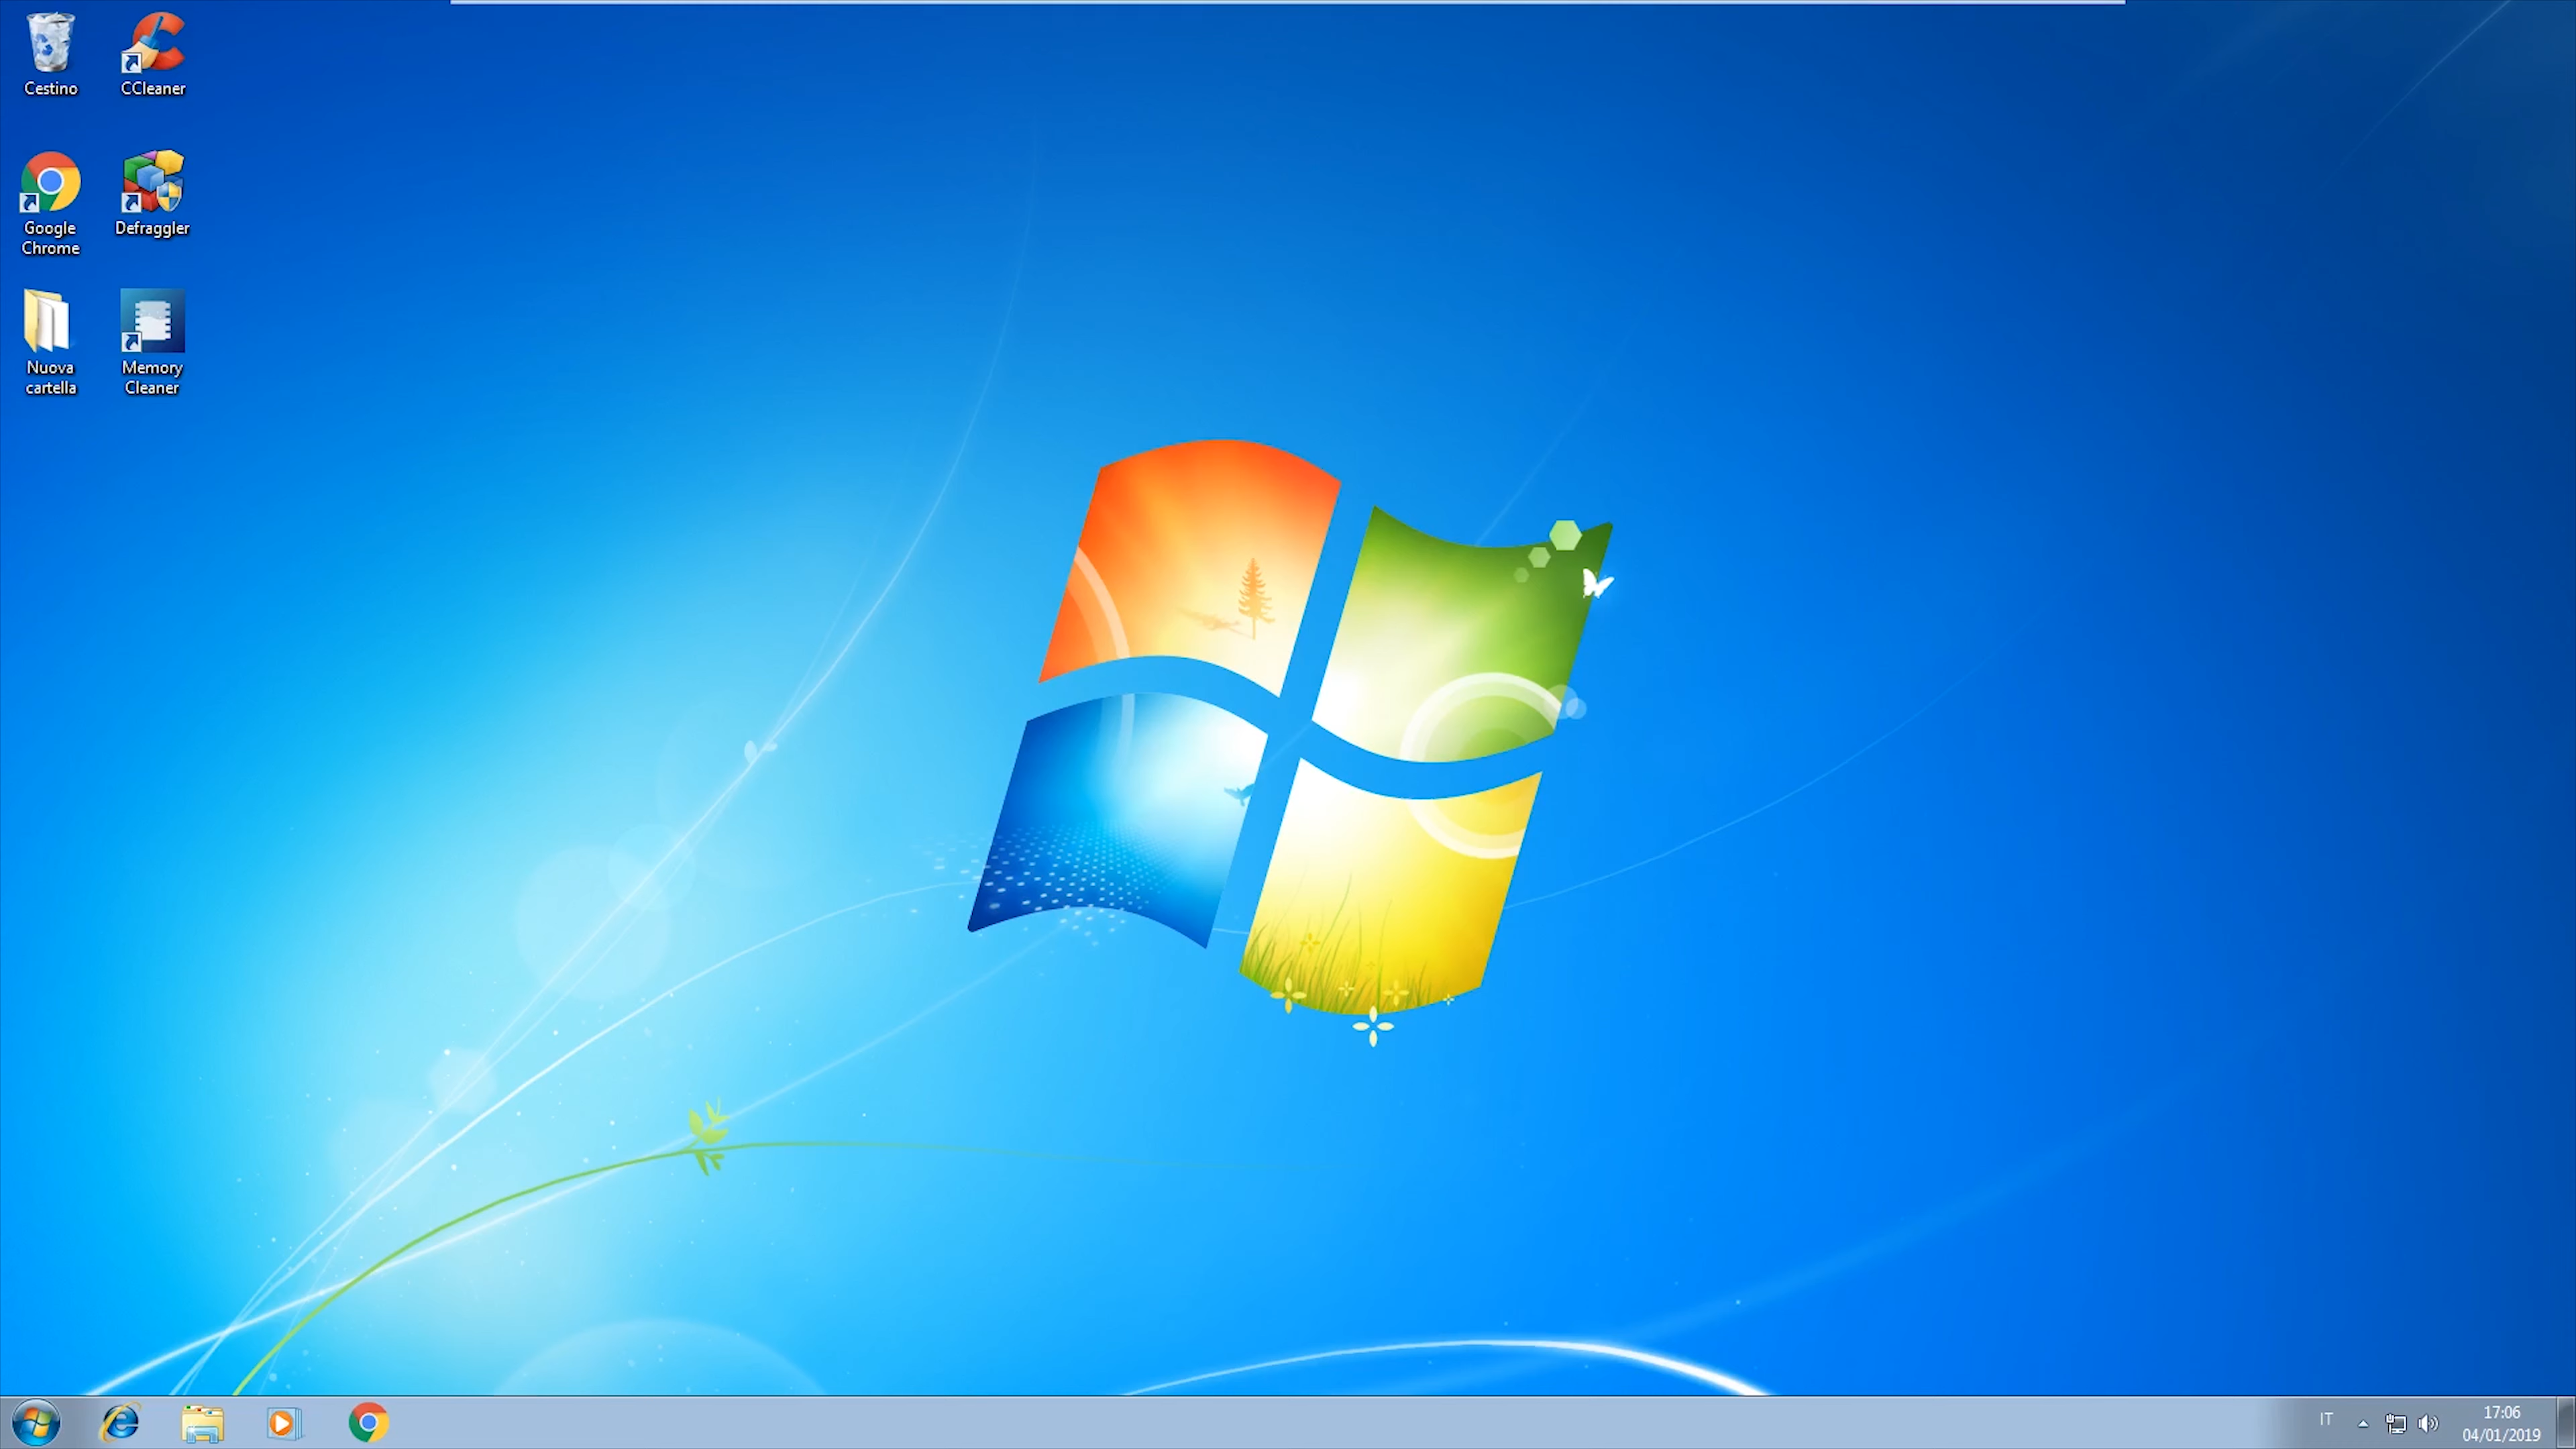 Cestino
CCleaner
Google
Chrome
Defraggler
Nuova
cartella
Memory
Cleaner
IT
17:06
04/01/2019